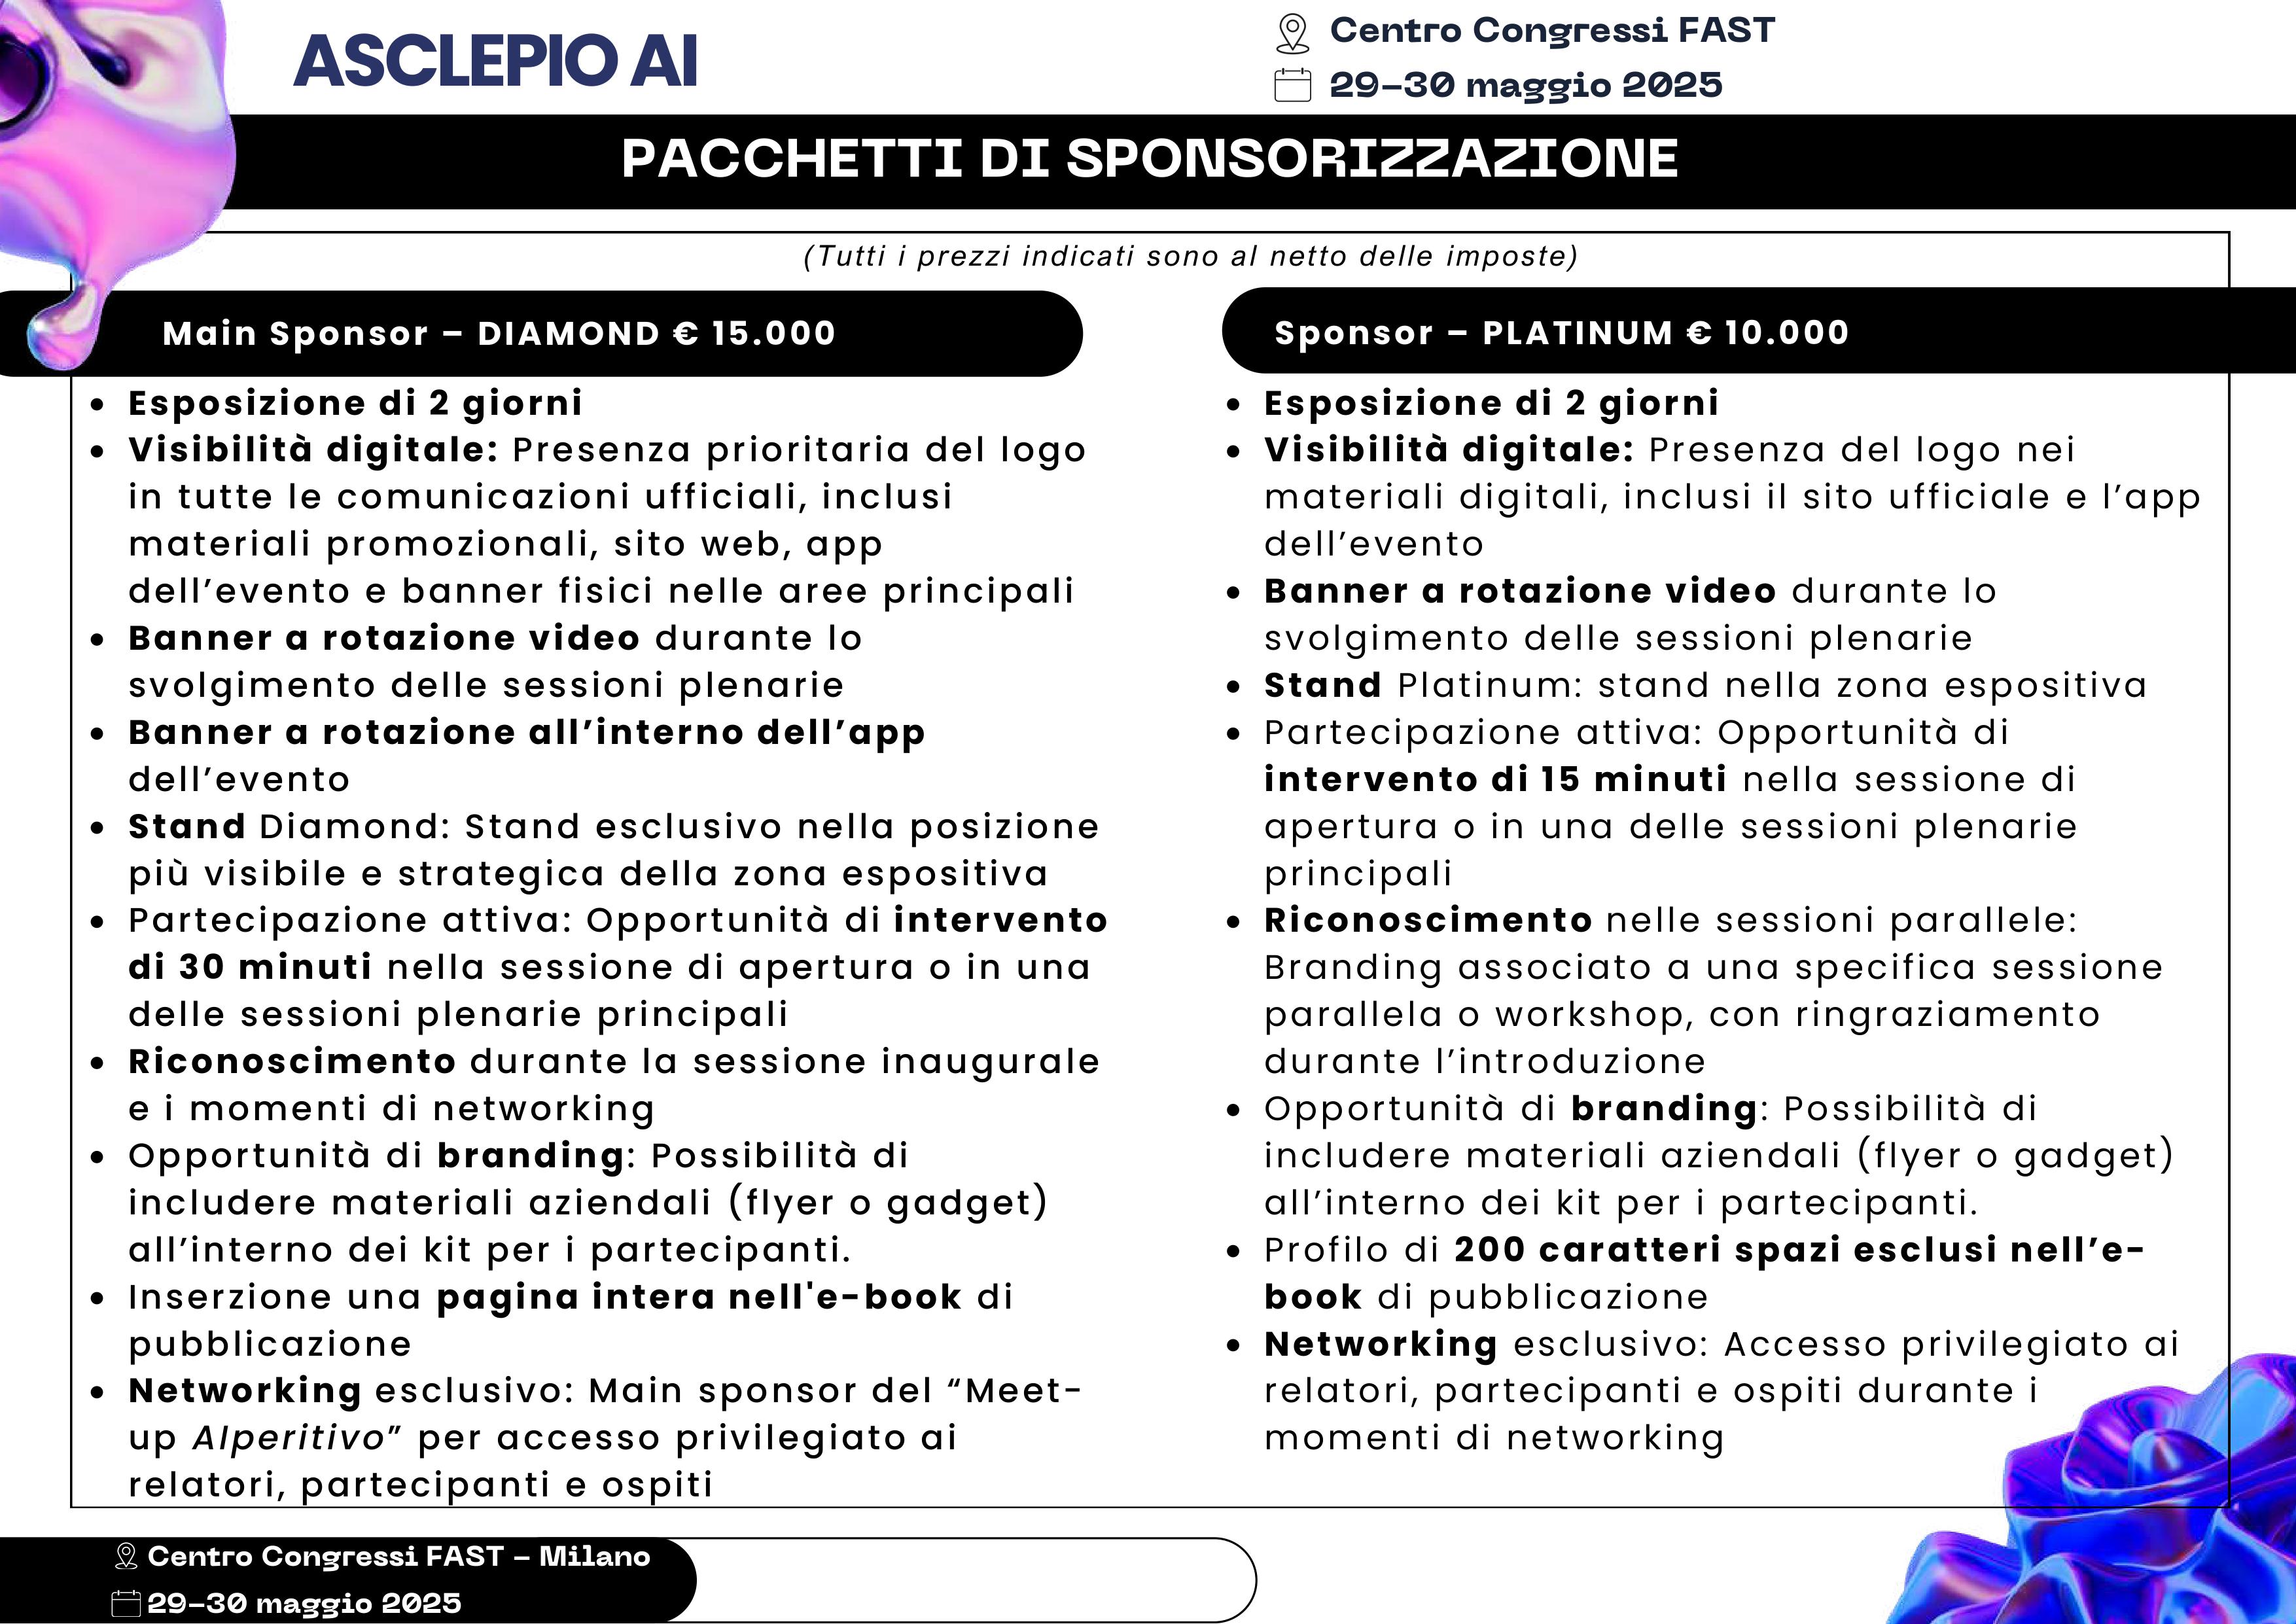 ASCLEPIO AI
Centro Congressi FAST
29-30 maggio 2025
PACCHETTI DI SPONSORIZZAZIONE
(Tutti i prezzi indicati sono al netto delle imposte)
Main Sponsor – DIAMOND € 15.000
• Esposizione di 2 giorni
• Visibilità digitale: Presenza prioritaria del logo
in tutte le comunicazioni ufficiali, inclusi
materiali promozionali, sito web, app
dell’evento e banner fisici nelle aree principali
• Banner a rotazione video durante lo
svolgimento delle sessioni plenarie
• Banner a rotazione all’interno dell’app
dell’evento
• Stand Diamond: Stand esclusivo nella posizione
più visibile e strategica della zona espositiva
• Partecipazione attiva: Opportunità di intervento
di 30 minuti nella sessione di apertura o in una
delle sessioni plenarie principali
• Riconoscimento durante la sessione inaugurale
e i momenti di networking
• Opportunità di branding: Possibilità di
includere materiali aziendali (flyer o gadget)
all’interno dei kit per i partecipanti.
• Inserzione una pagina intera nell'e-book di
pubblicazione
• Networking esclusivo: Main sponsor del “Meet-
up AIperitivo” per accesso privilegiato ai
relatori, partecipanti e ospiti
Sponsor – PLATINUM € 10.000
• Esposizione di 2 giorni
• Visibilità digitale: Presenza del logo nei
materiali digitali, inclusi il sito ufficiale e l’app
dell’evento
• Banner a rotazione video durante lo
svolgimento delle sessioni plenarie
• Stand Platinum: stand nella zona espositiva
• Partecipazione attiva: Opportunità di
intervento di 15 minuti nella sessione di
apertura o in una delle sessioni plenarie
principali
• Riconoscimento nelle sessioni parallele:
Branding associato a una specifica sessione
parallela o workshop, con ringraziamento
durante l’introduzione
• Opportunità di branding: Possibilità di
includere materiali aziendali (flyer o gadget)
all’interno dei kit per i partecipanti.
• Profilo di 200 caratteri spazi esclusi nell’e-
book di pubblicazione
• Networking esclusivo: Accesso privilegiato ai
relatori, partecipanti e ospiti durante i
momenti di networking
Centro Congressi FAST – Milano
29-30 maggio 2025